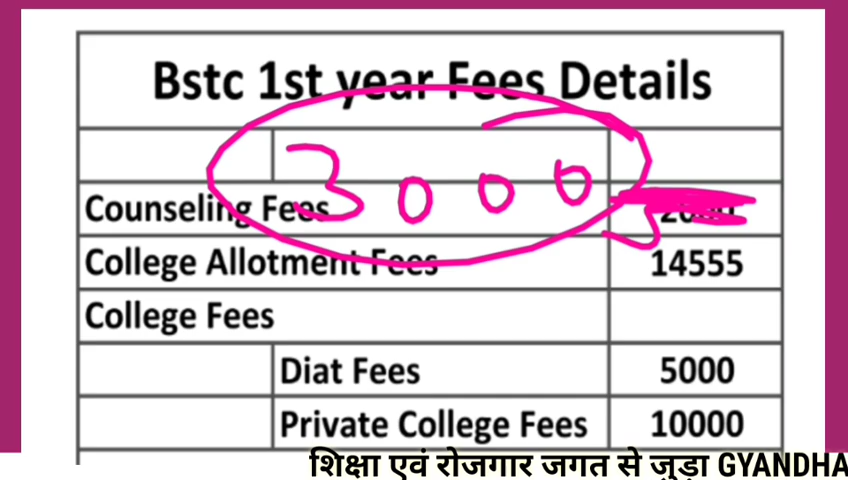 Bstc 1st year Fees Details
3000
Counseling Fees
College Allotment Fees 14555
College Fees
Diat Fees 5000
Private College Fees 10000
शिक्षा एवं रोजगार जगत से जुड़ा GYANDHA